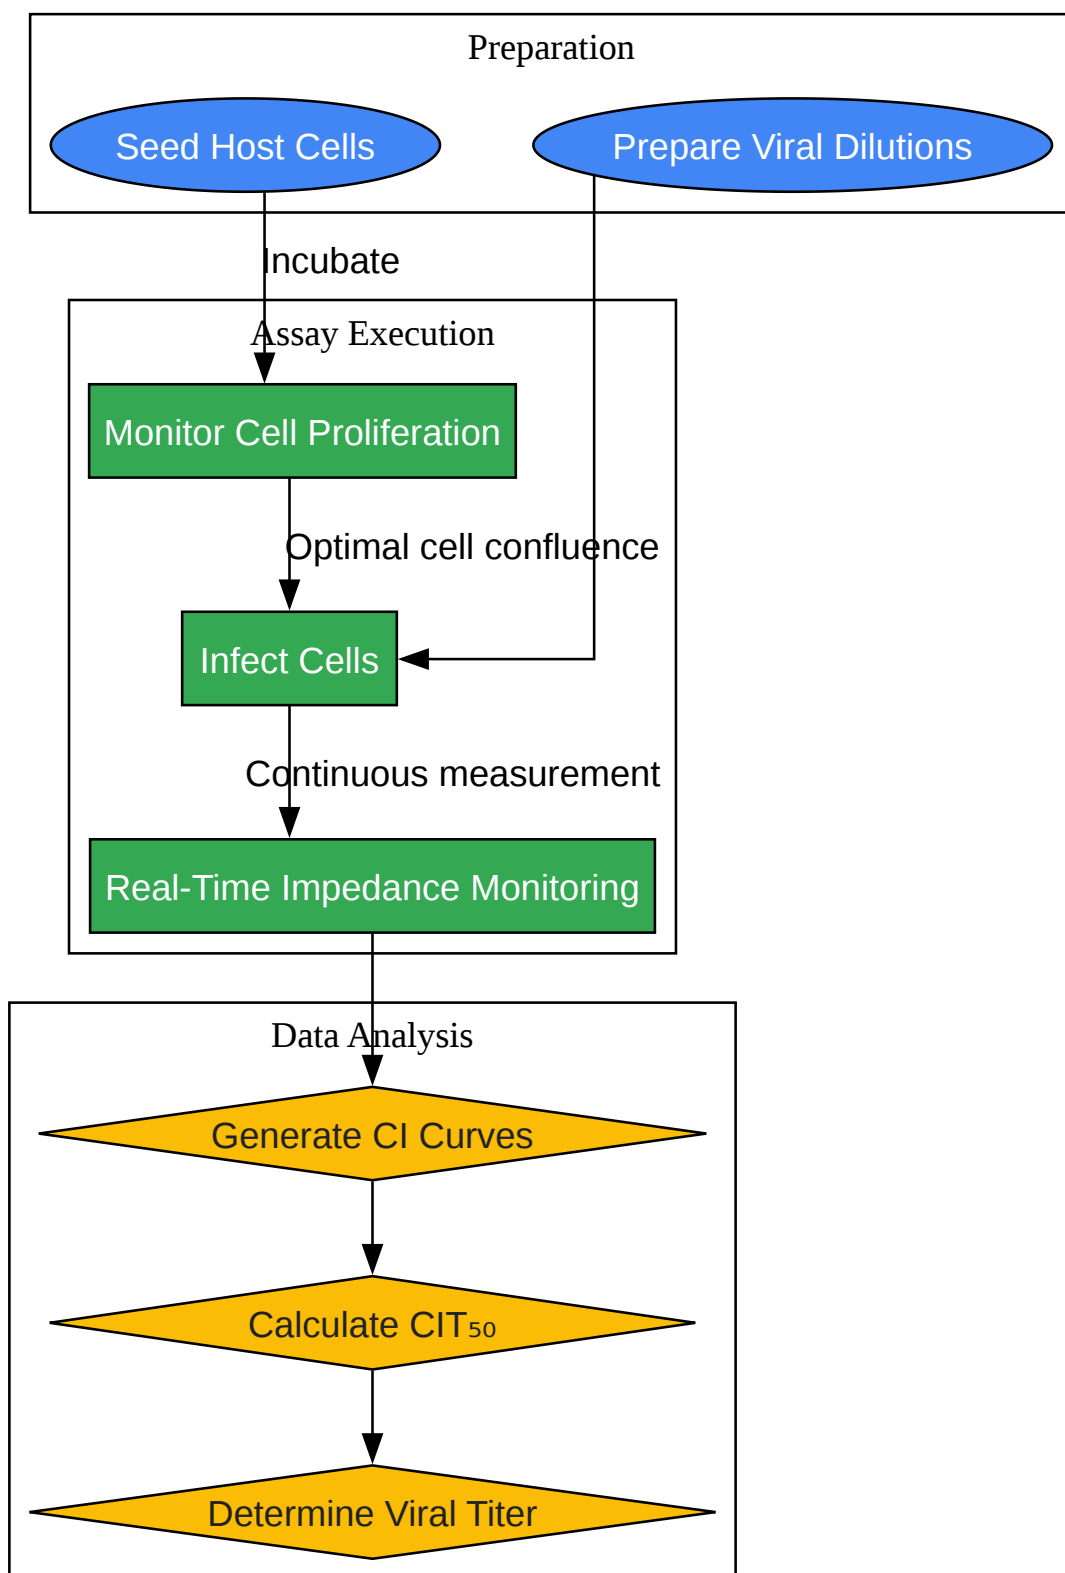 Preparation
Seed Host Cells
Prepare Viral Dilutions
Incubate
Assay Execution
Monitor Cell Proliferation
Optimal cell confluence
Infect Cells
Continuous measurement
Real-Time Impedance Monitoring
Data Analysis
Generate CI Curves
Calculate CIT₅₀
Determine Viral Titer